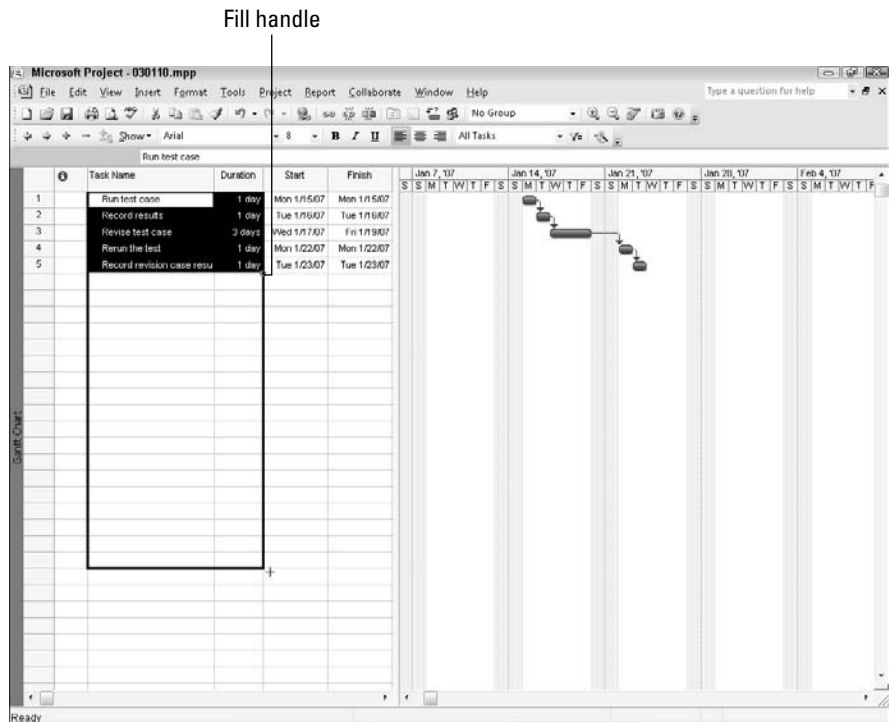 Fill handle
Microsoft Project - 030110.mpp
File Edit View Insert Format Tools Project Report Collaborate Window Help
Type a question for help
No Group
Show Arial 8 B I U All Tasks
Run test case
Task Name Duration Start Finish
Jan 7, '07 Jan 14, '07 Jan 21, '07 Jan 28, '07 Feb 4, '07
S S M T W T F S S M T W T F S S M T W T F S S M T W T F S S M T W T F
1 Run test case 1 day Mon 1/15/07 Mon 1/15/07
2 Record results 1 day Tue 1/16/07 Tue 1/16/07
3 Revise test case 3 days Wed 1/17/07 Fri 1/19/07
4 Rerun the test 1 day Mon 1/22/07 Mon 1/22/07
5 Record revision case resu 1 day Tue 1/23/07 Tue 1/23/07
Gantt Chart
Ready